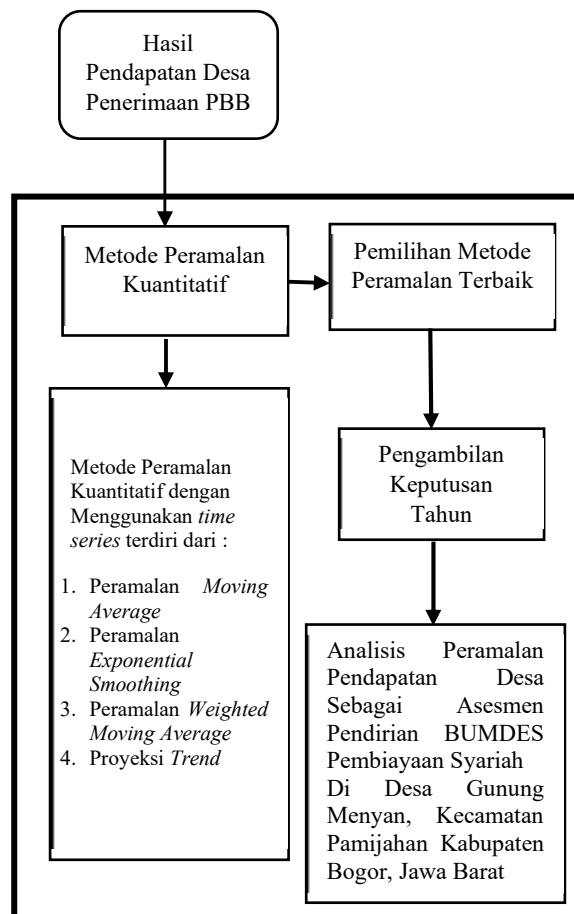 Hasil
Pendapatan Desa
Penerimaan PBB
Metode Peramalan
Kuantitatif
Pemilihan Metode
Peramalan Terbaik
Metode Peramalan
Kuantitatif dengan
Menggunakan time
series terdiri dari :
1. Peramalan Moving
Average
2. Peramalan
Exponential
Smoothing
3. Peramalan Weighted
Moving Average
4. Proyeksi Trend
Pengambilan
Keputusan
Tahun
Analisis Peramalan
Pendapatan Desa
Sebagai Asesmen
Pendirian BUMDES
Pembiayaan Syariah
Di Desa Gunung
Menyan, Kecamatan
Pamijahan Kabupaten
Bogor, Jawa Barat